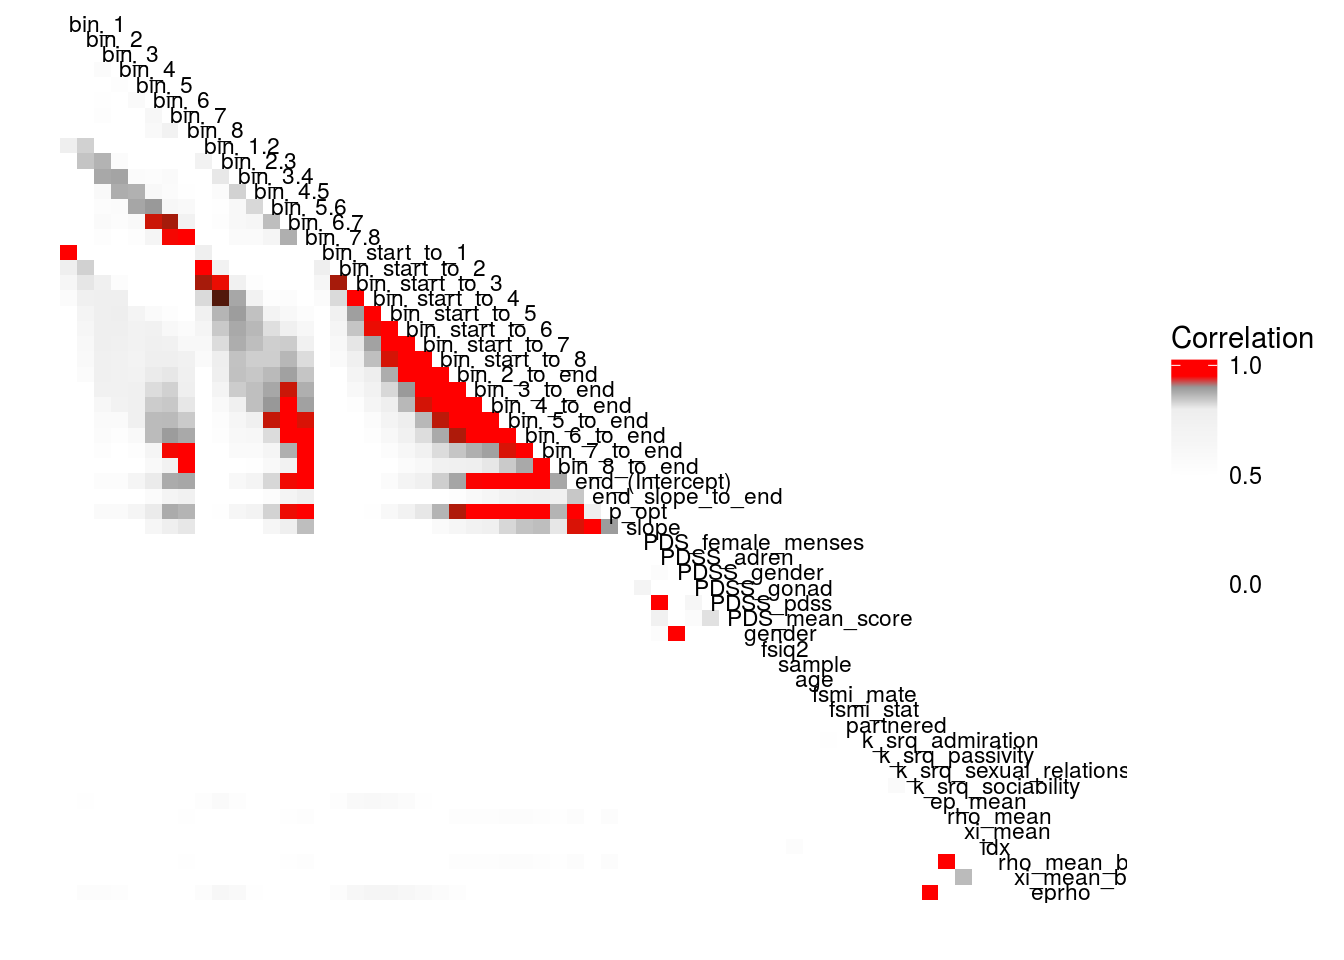 bin_1
bin_2
bin_3
bin_4
bin_5
bin_6
bin_7
bin_8
bin_1.2
bin_2.3
bin_3.4
bin_4.5
bin_5.6
bin_6.7
bin_7.8
bin_start_to_1
bin_start_to_2
bin_start_to_3
bin_start_to_4
bin_start_to_5
bin_start_to_6
bin_start_to_7
bin_start_to_8
bin_2_to_end
bin_3_to_end
bin_4_to_end
bin_5_to_end
bin_6_to_end
bin_7_to_end
bin_8_to_end
end_(Intercept)
end_slope_to_end
p_opt
slope
PDS_female_menses
PDSS_adren
PDSS_gender
PDSS_gonad
PDSS_pdss
PDS_mean_score
gender
fsiq2
sample
age
fsmi_mate
fsmi_stat
partnered
k_srq_admiration
k_srq_passivity
k_srq_sexual_relations
k_srq_sociability
ep_mean
rho_mean
xi_mean
idx
rho_mean_b
xi_mean_b
eprho
Correlation
1.0
0.5
0.0